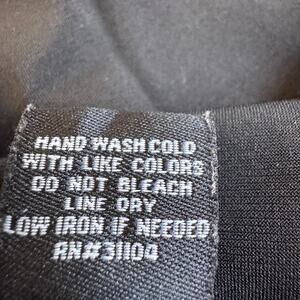 HAND WASH COLD
WITH LIKE COLORS
DO NOT BLEACH
LINE DRY
LOW IRON IF NEEDED
RN#31104